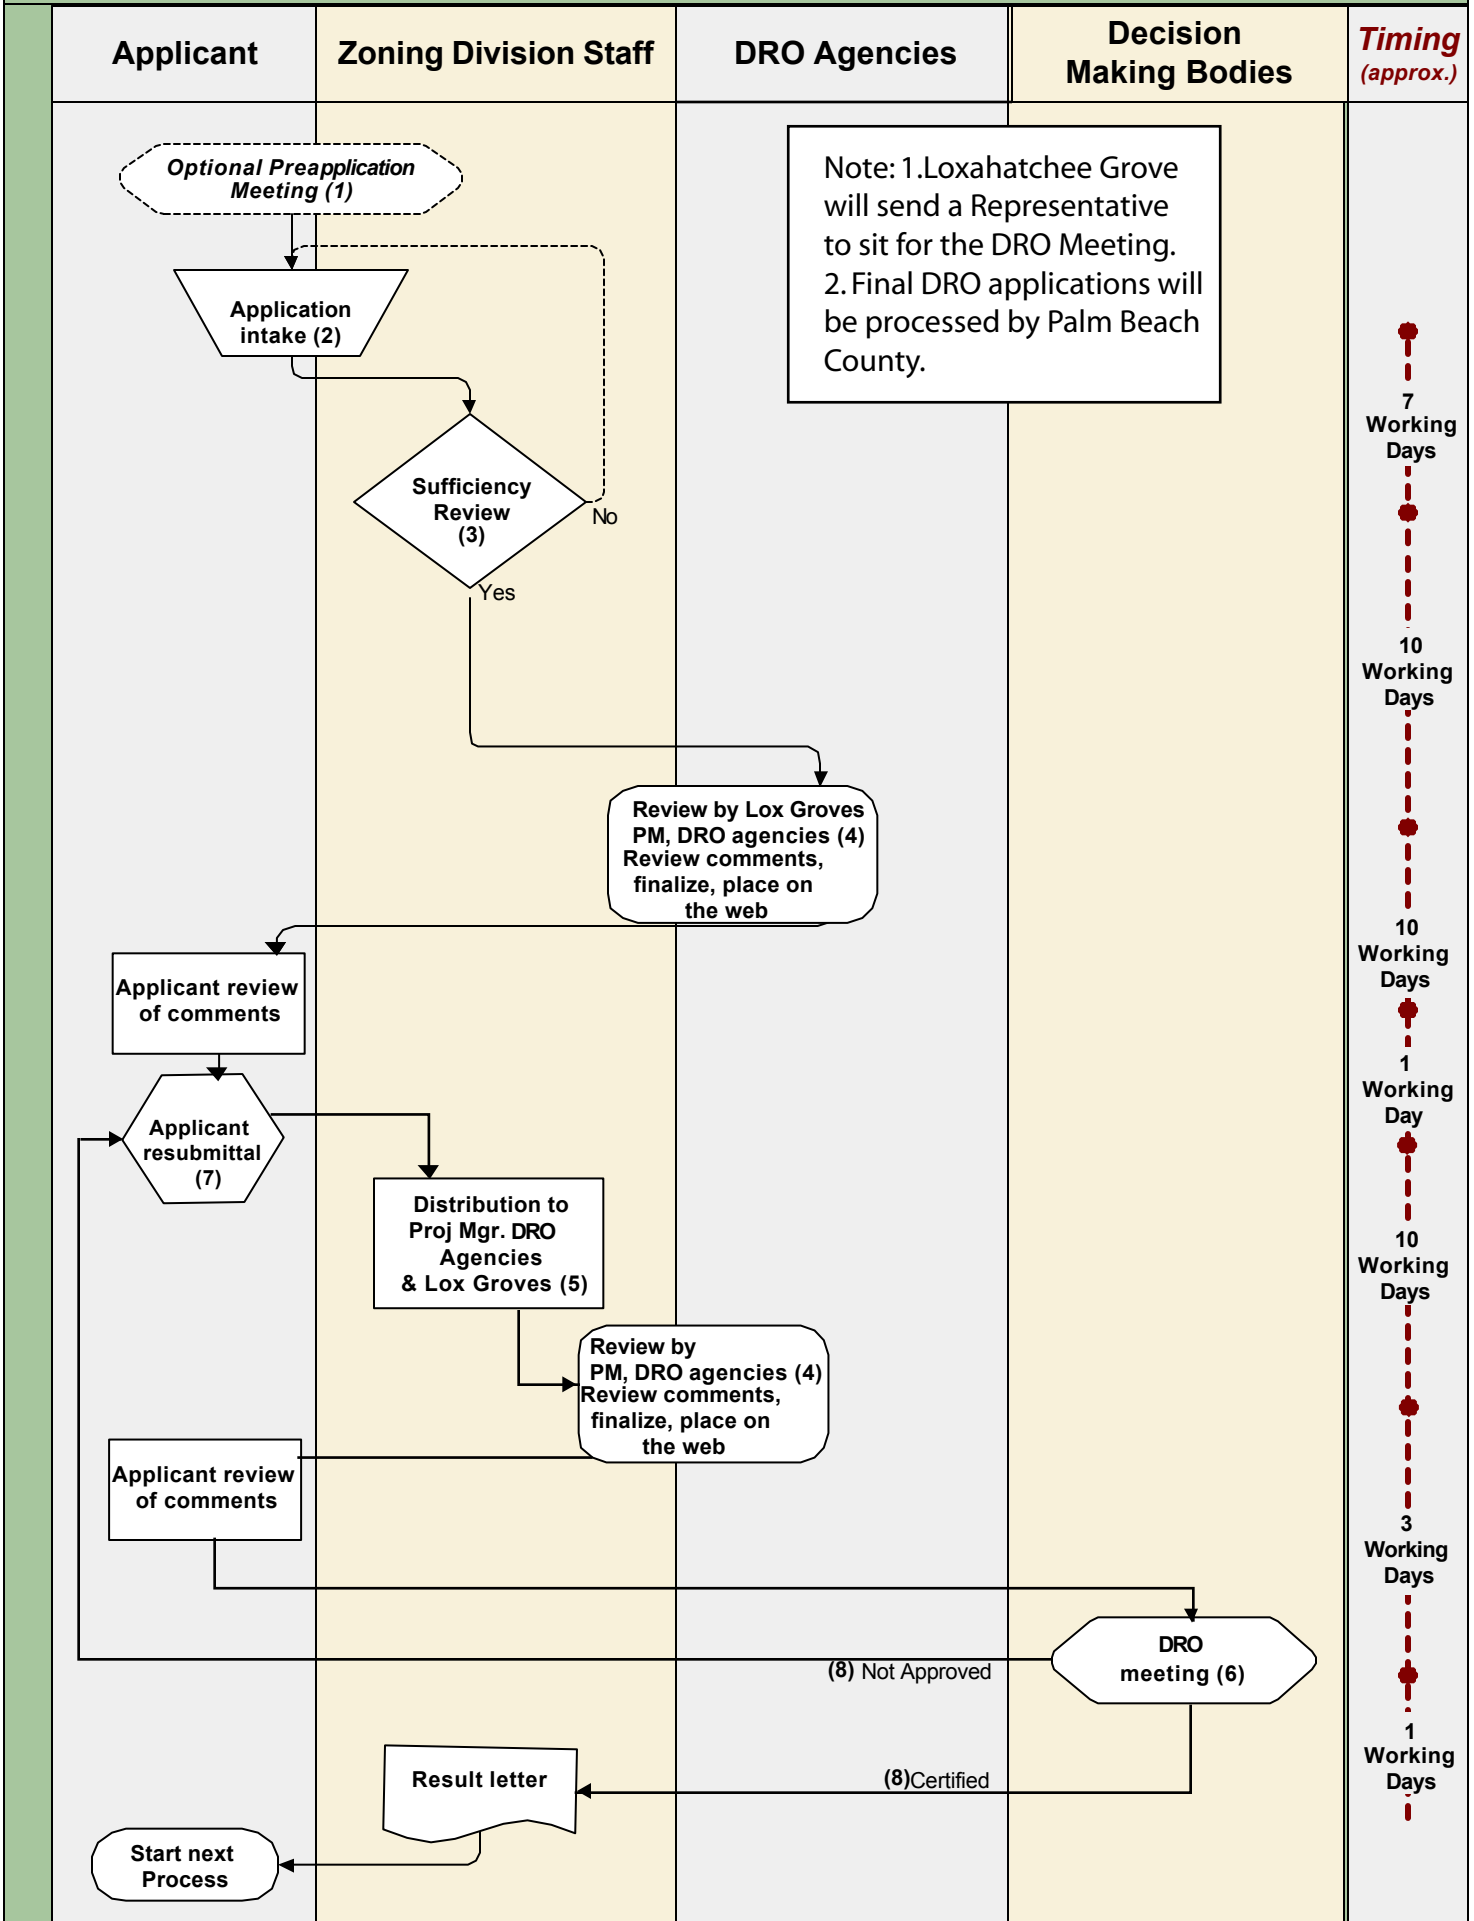 Applicant
Zoning Division Staff
DRO Agencies
Decision
Making Bodies
Timing
(approx.)
Optional Preapplication
Meeting (1)
Note: 1.Loxahatchee Grove
will send a Representative
to sit for the DRO Meeting.
2. Final DRO applications will
be processed by Palm Beach
County.
Application
intake (2)
7
Working
Days
Sufficiency
Review
(3)
No
Yes
10
Working
Days
Review by Lox Groves
PM, DRO agencies (4)
Review comments,
finalize, place on
the web
10
Working
Days
Applicant review
of comments
1
Working
Day
Applicant
resubmittal
(7)
Distribution to
Proj Mgr. DRO
Agencies
& Lox Groves (5)
10
Working
Days
Review by
PM, DRO agencies (4)
Review comments,
finalize, place on
the web
Applicant review
of comments
3
Working
Days
DRO
meeting (6)
(8) Not Approved
1
Working
Days
Result letter
(8)Certified
Start next
Process